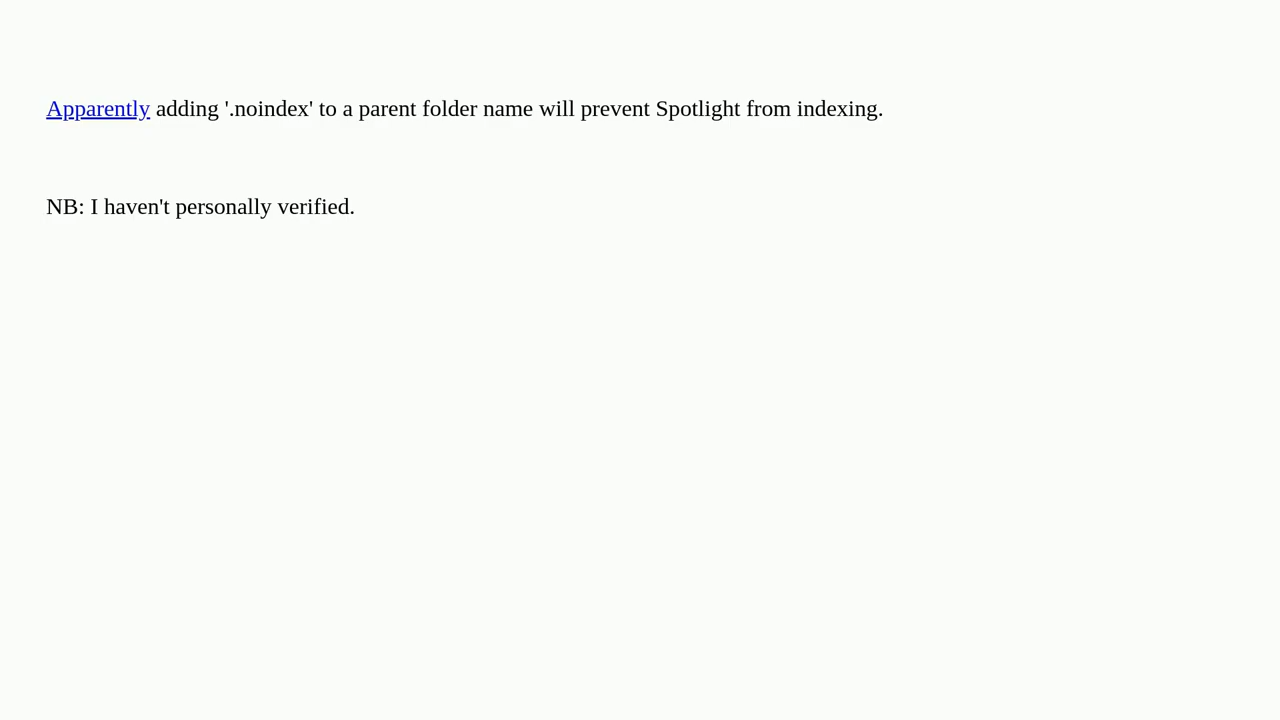 Apparently adding '.noindex' to a parent folder name will prevent Spotlight from indexing.
NB: I haven't personally verified.